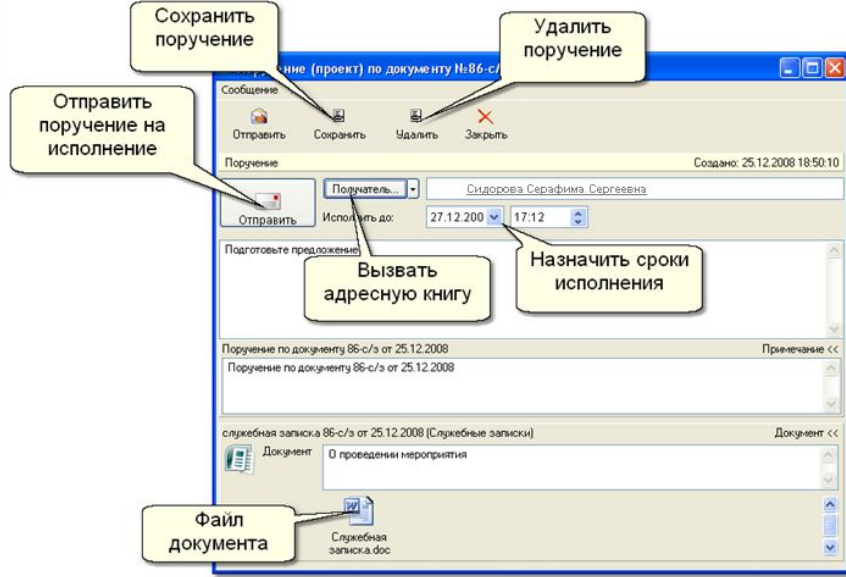 Сохранить
поручение
Удалить
поручение
Отправить
поручение на
исполнение
ние (проект) по документу №86-с/
Сообщение
Отправить Сохранить Удалить Закрыть
Поручение Создано: 25.12.2008 18:50:10
Отправить
Получатель... Сидорова Серафима Сергеевна
Исполнить до: 27.12.200 17:12
Подготовьте предложение
Вызвать
адресную книгу
Назначить сроки
исполнения
Поручение по документу 86-с/з от 25.12.2008 Примечание <<
Поручение по документу 86-с/з от 25.12.2008
служебная записка 86-с/з от 25.12.2008 (Служебные записки) Документ <<
Документ О проведении мероприятия
Файл
документа
Служебная
записка.doc